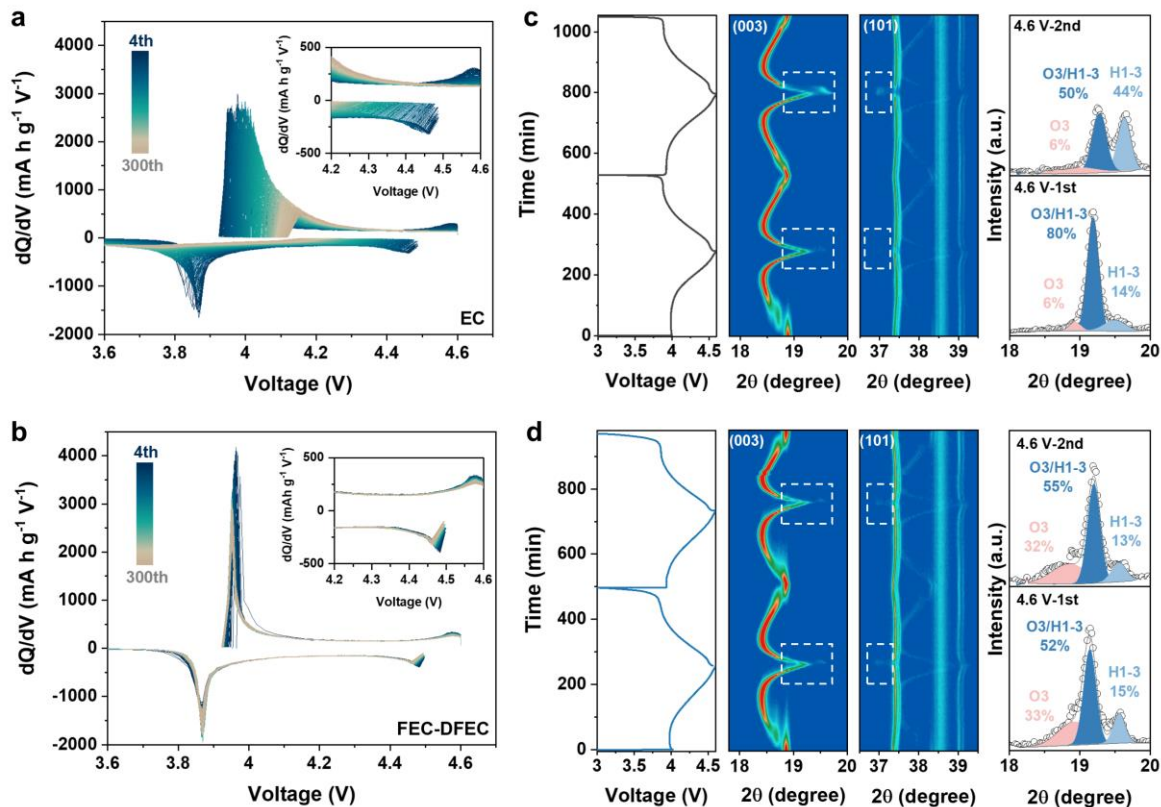 a
4th
300th
dQ/dV (mA h g⁻¹ V⁻¹)
4000
3000
2000
1000
0
-1000
-2000
3.6
3.8
4
4.2
4.4
4.6
Voltage (V)
EC
dQ/dV (mA h g⁻¹ V⁻¹)
500
0
-500
4.2
4.3
4.4
4.5
4.6
Voltage (V)
b
4th
300th
dQ/dV (mA h g⁻¹ V⁻¹)
4000
3000
2000
1000
0
-1000
-2000
3.6
3.8
4
4.2
4.4
4.6
Voltage (V)
FEC-DFEC
dQ/dV (mAh g⁻¹ V⁻¹)
500
0
-500
4.2
4.3
4.4
4.5
4.6
Voltage (V)
c
Time (min)
1000
800
600
400
200
0
3
3.5
4
4.5
Voltage (V)
(003)
18
19
20
2θ (degree)
(101)
37
38
39
2θ (degree)
Intensity (a.u.)
4.6 V-2nd
O3/H1-3
50%
H1-3
44%
O3
6%
4.6 V-1st
O3/H1-3
80%
O3
6%
H1-3
14%
18
19
20
2θ (degree)
d
Time (min)
800
600
400
200
0
3
3.5
4
4.5
Voltage (V)
(003)
18
19
20
2θ (degree)
(101)
37
38
39
2θ (degree)
Intensity (a.u.)
4.6 V-2nd
O3/H1-3
55%
O3
32%
H1-3
13%
4.6 V-1st
O3/H1-3
52%
O3
33%
H1-3
15%
18
19
20
2θ (degree)